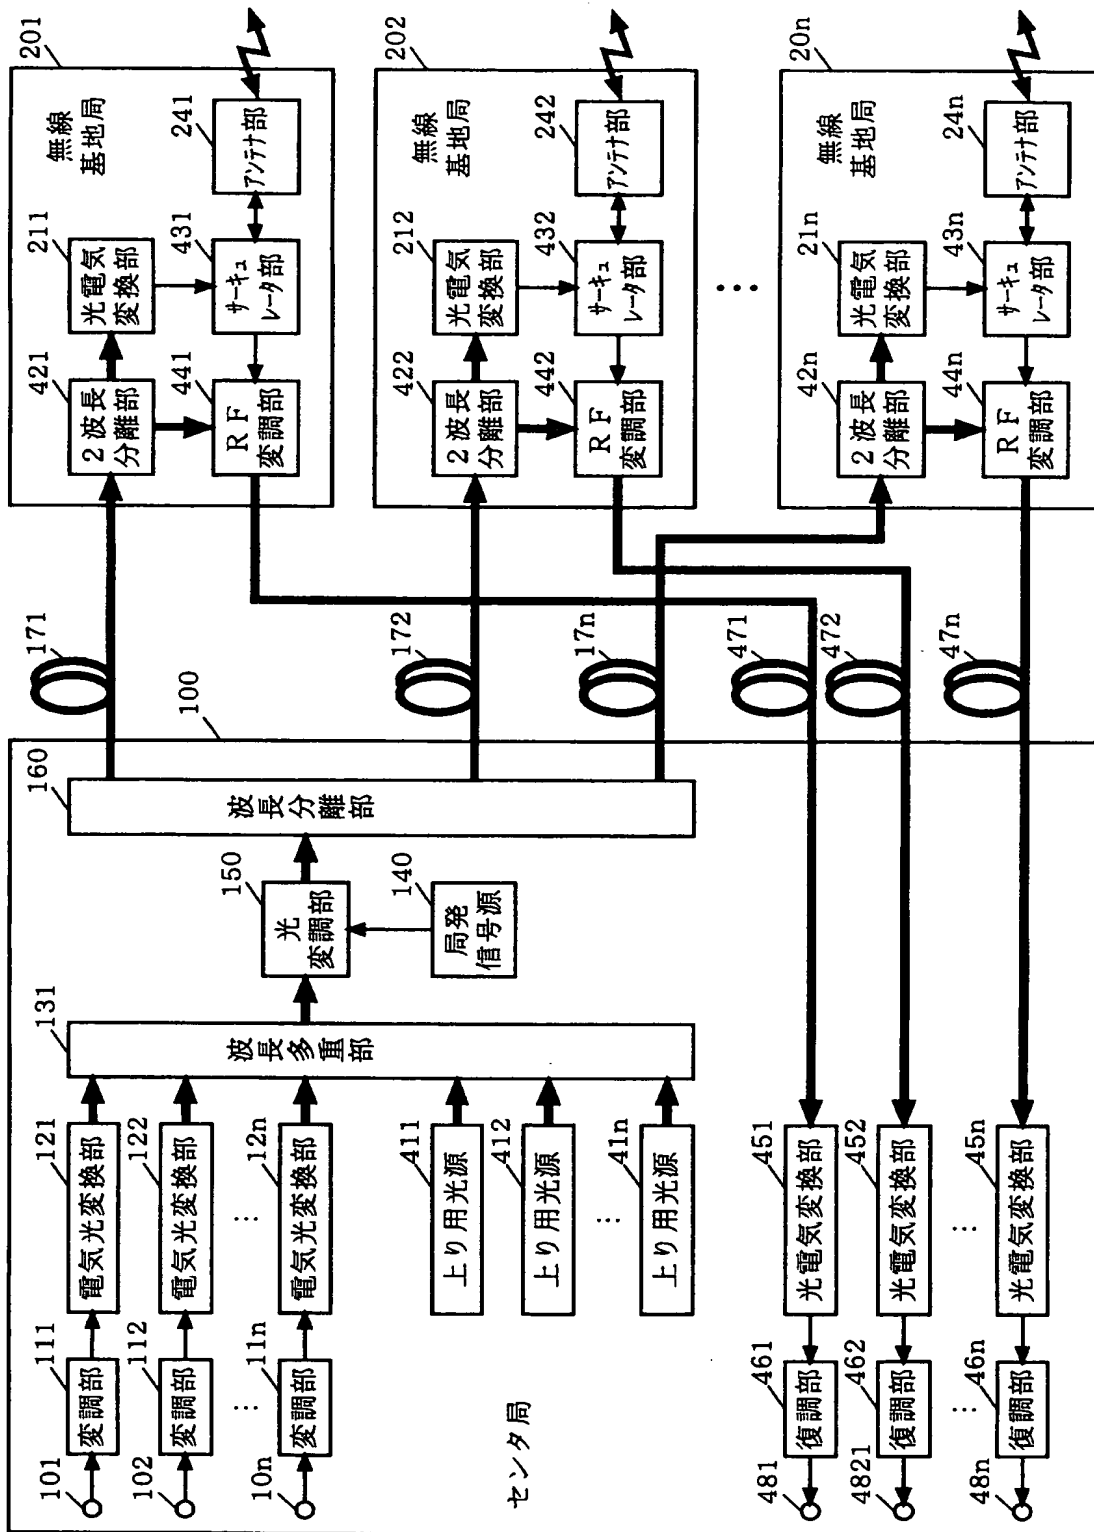 101
変調部
111
電気光変換部
121
102
変調部
112
電気光変換部
122
⋮
⋮
10n
変調部
11n
電気光変換部
12n
上り用光源
411
上り用光源
412
⋮
上り用光源
41n
センタ局
波長多重部
131
光
変調部
150
局発
信号源
140
波長分離部
160
100
171
172
17n
471
472
47n
481
復調部
461
光電気変換部
451
4821
復調部
462
光電気変換部
452
⋮
⋮
48n
復調部
46n
光電気変換部
45n
201
無線
基地局
2波長
分離部
421
光電気
変換部
211
RF
変調部
441
サーキュ
レータ部
431
アンテナ部
241
202
無線
基地局
2波長
分離部
422
光電気
変換部
212
RF
変調部
442
サーキュ
レータ部
432
アンテナ部
242
⋮
20n
無線
基地局
2波長
分離部
42n
光電気
変換部
21n
RF
変調部
44n
サーキュ
レータ部
43n
アンテナ部
24n